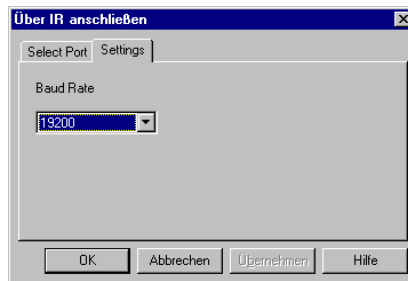 Über IR anschließen
Select Port Settings
Baud Rate
19200
OK Abbrechen Übernehmen Hilfe